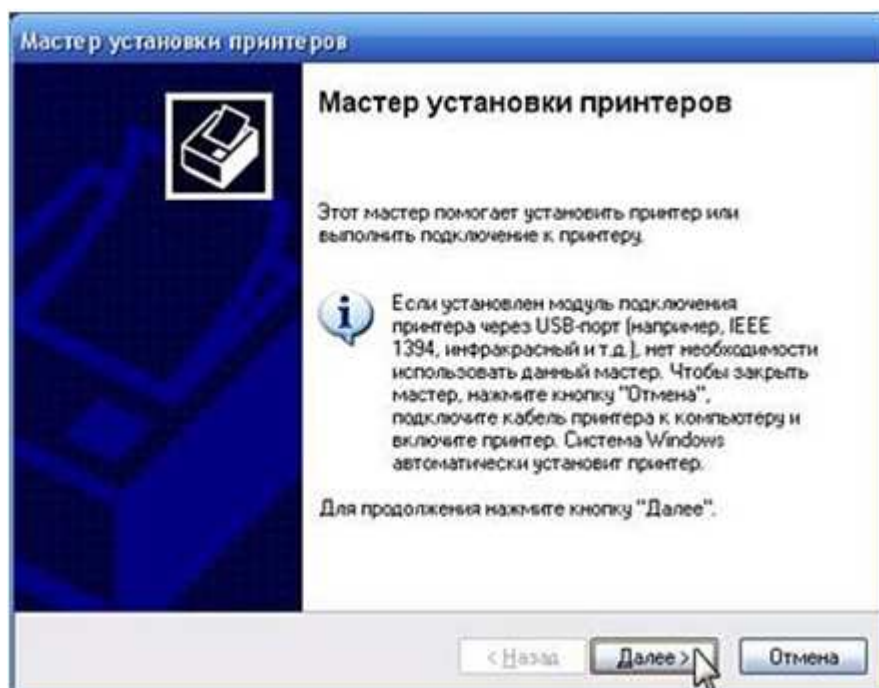 Мастер установки принтеров
Мастер установки принтеров
Этот мастер помогает установить принтер или
выполнить подключение к принтеру.
Если установлен модуль подключения
принтера через USB-порт (например, IEEE
1394, инфракрасный и т.д.), нет необходимости
использовать данный мастер. Чтобы закрыть
мастер, нажмите кнопку "Отмена",
подключите кабель принтера к компьютеру и
включите принтер. Система Windows
автоматически установит принтер.
Для продолжения нажмите кнопку "Далее".
< Назад Далее > Отмена